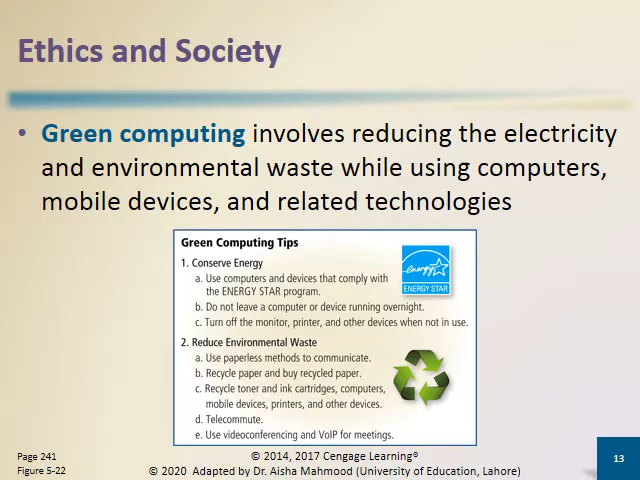 Ethics and Society
• Green computing involves reducing the electricity
and environmental waste while using computers,
mobile devices, and related technologies
Green Computing Tips
1. Conserve Energy
a. Use computers and devices that comply with
the ENERGY STAR program.
b. Do not leave a computer or device running overnight.
c. Turn off the monitor, printer, and other devices when not in use.
energy
ENERGY STAR
2. Reduce Environmental Waste
a. Use paperless methods to communicate.
b. Recycle paper and buy recycled paper.
c. Recycle toner and ink cartridges, computers,
mobile devices, printers, and other devices.
d. Telecommute.
e. Use videoconferencing and VoIP for meetings.
Page 241
Figure 5-22
© 2014, 2017 Cengage Learning®
© 2020 Adapted by Dr. Aisha Mahmood (University of Education, Lahore)
13